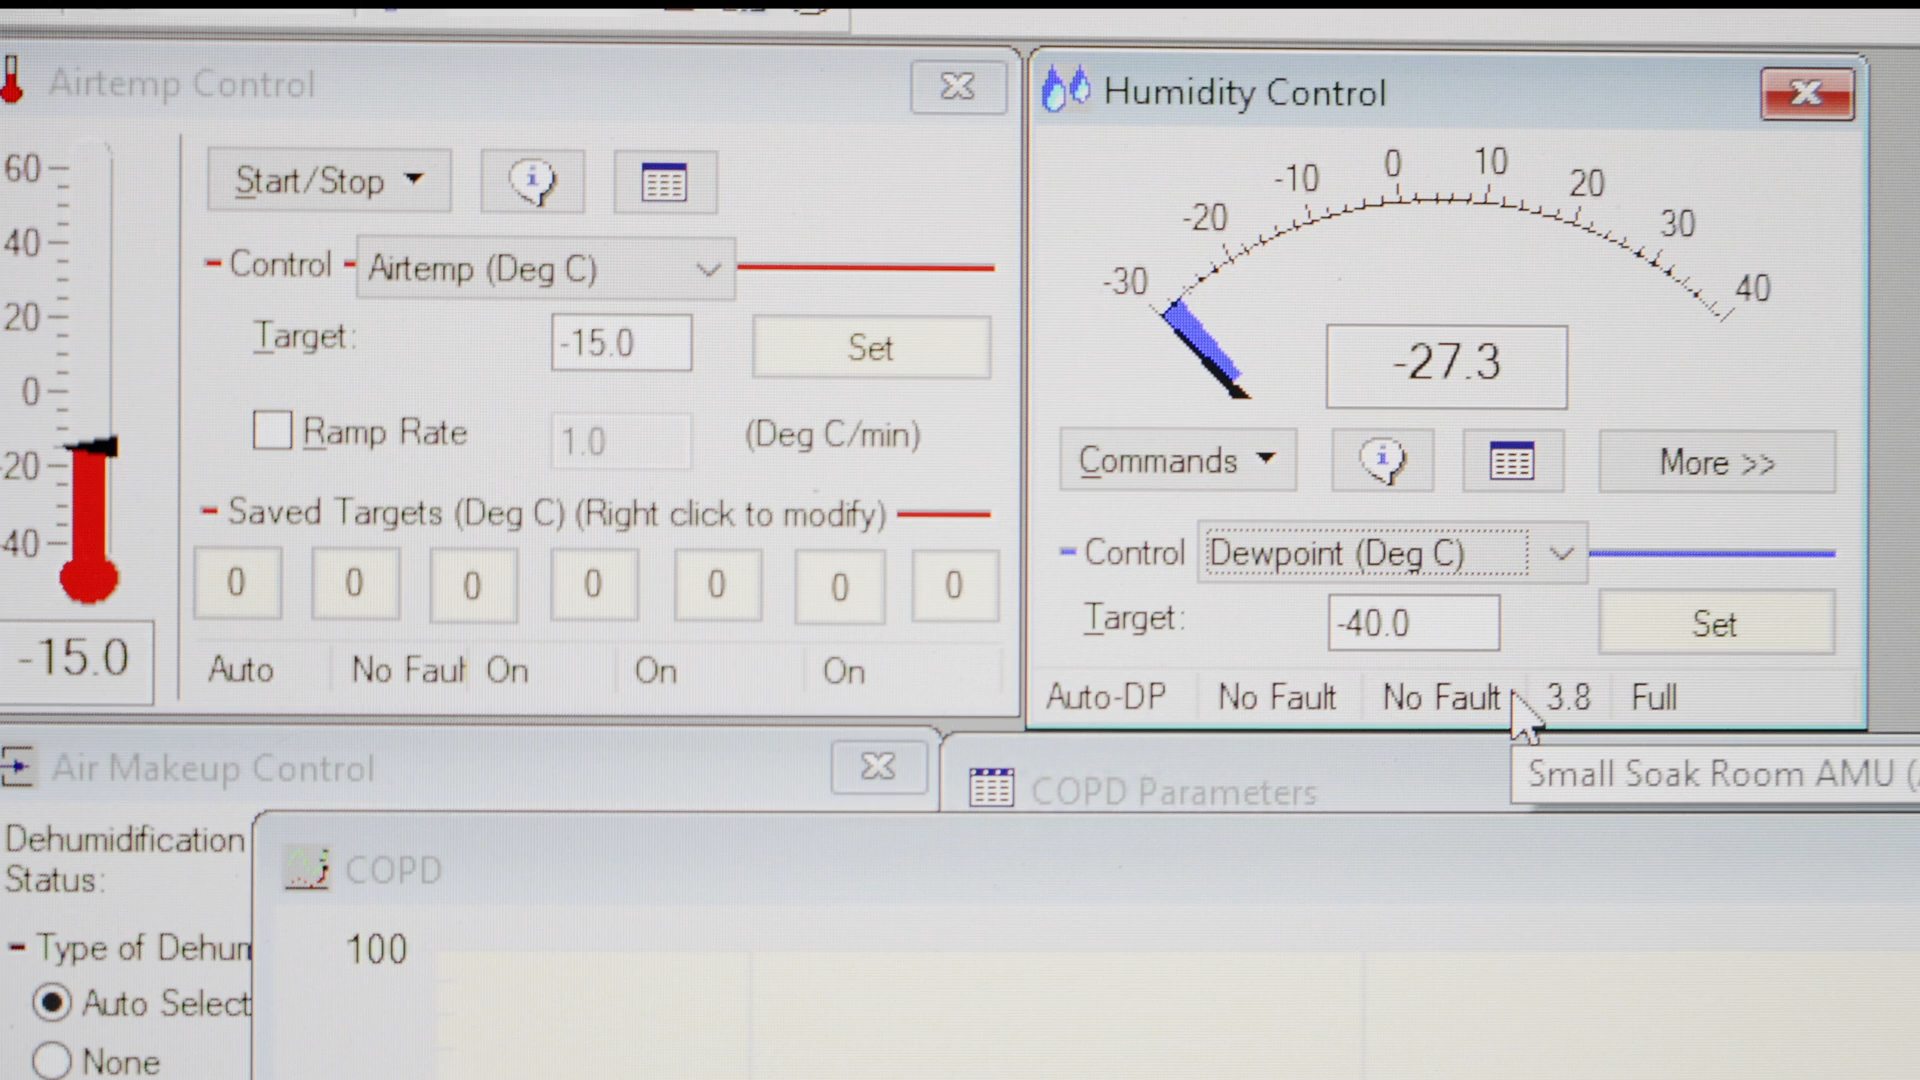 Airtemp Control
60
40
20
0
-20
-40
-15.0
Start/Stop
Control Airtemp (Deg C)
Target: -15.0 Set
Ramp Rate 1.0 (Deg C/min)
Saved Targets (Deg C) (Right click to modify)
0 0 0 0 0 0 0
Auto No Faul On On On
Humidity Control
-30 -20 -10 0 10 20 30 40
-27.3
Commands More >>
Control Dewpoint (Deg C)
Target: -40.0 Set
Auto-DP No Fault No Fault 3.8 Full
Small Soak Room AMU (
Air Makeup Control
COPD Parameters
Dehumidification
Status:
Type of Dehum
Auto Select
None
COPD
100